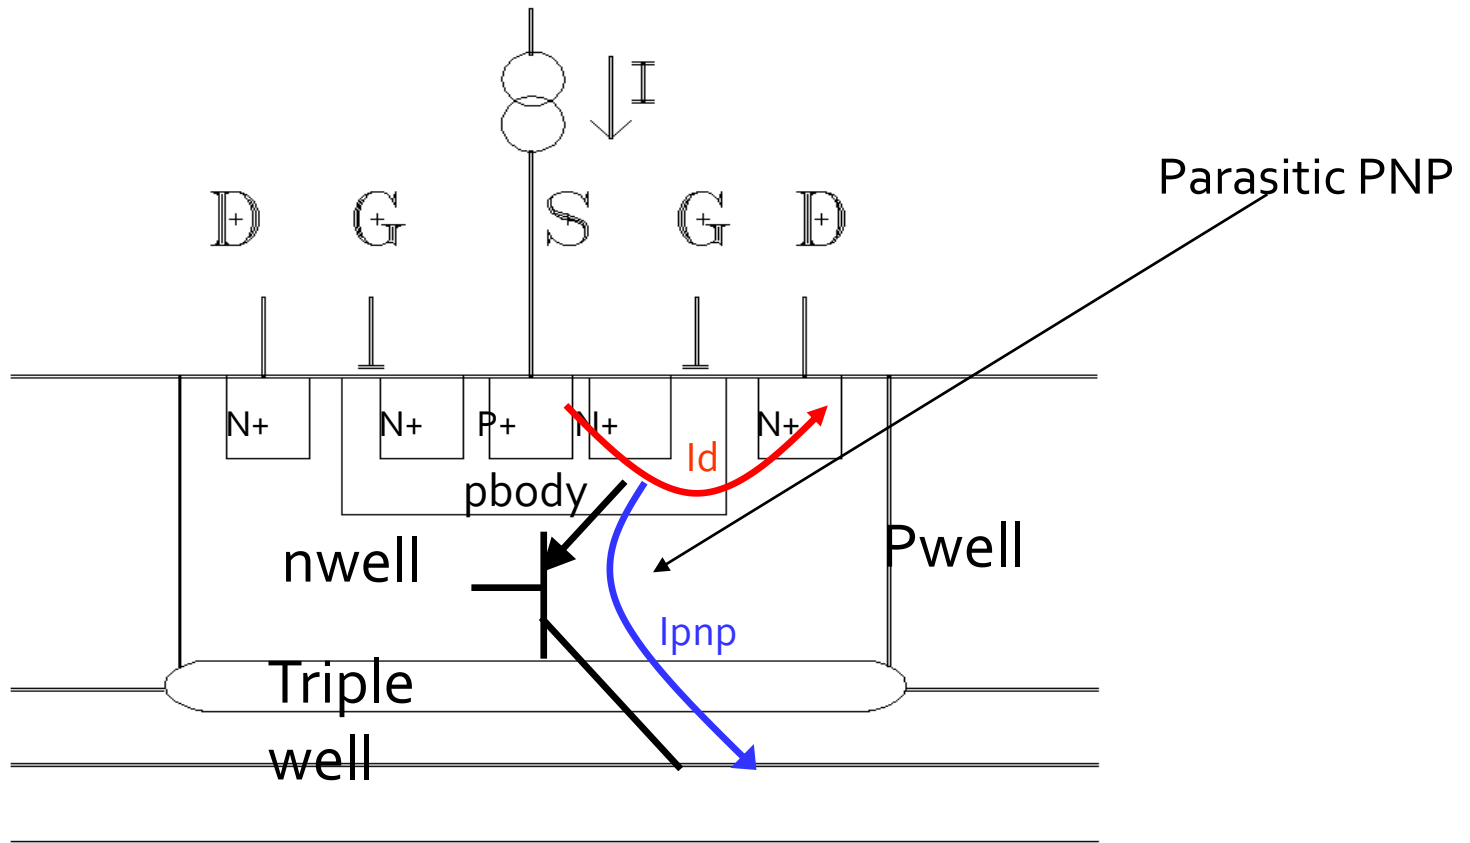 I
Parasitic PNP
D G S G D
N+ N+ P+ N+ N+
Id
pbody
nwell
Pwell
Ipnp
Triple
well